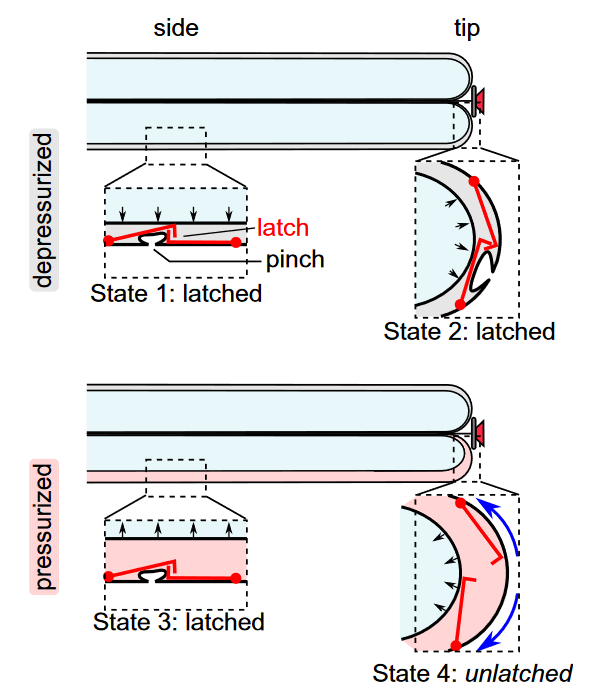 side
tip
depressurized
latch
pinch
State 1: latched
State 2: latched
pressurized
State 3: latched
State 4: unlatched